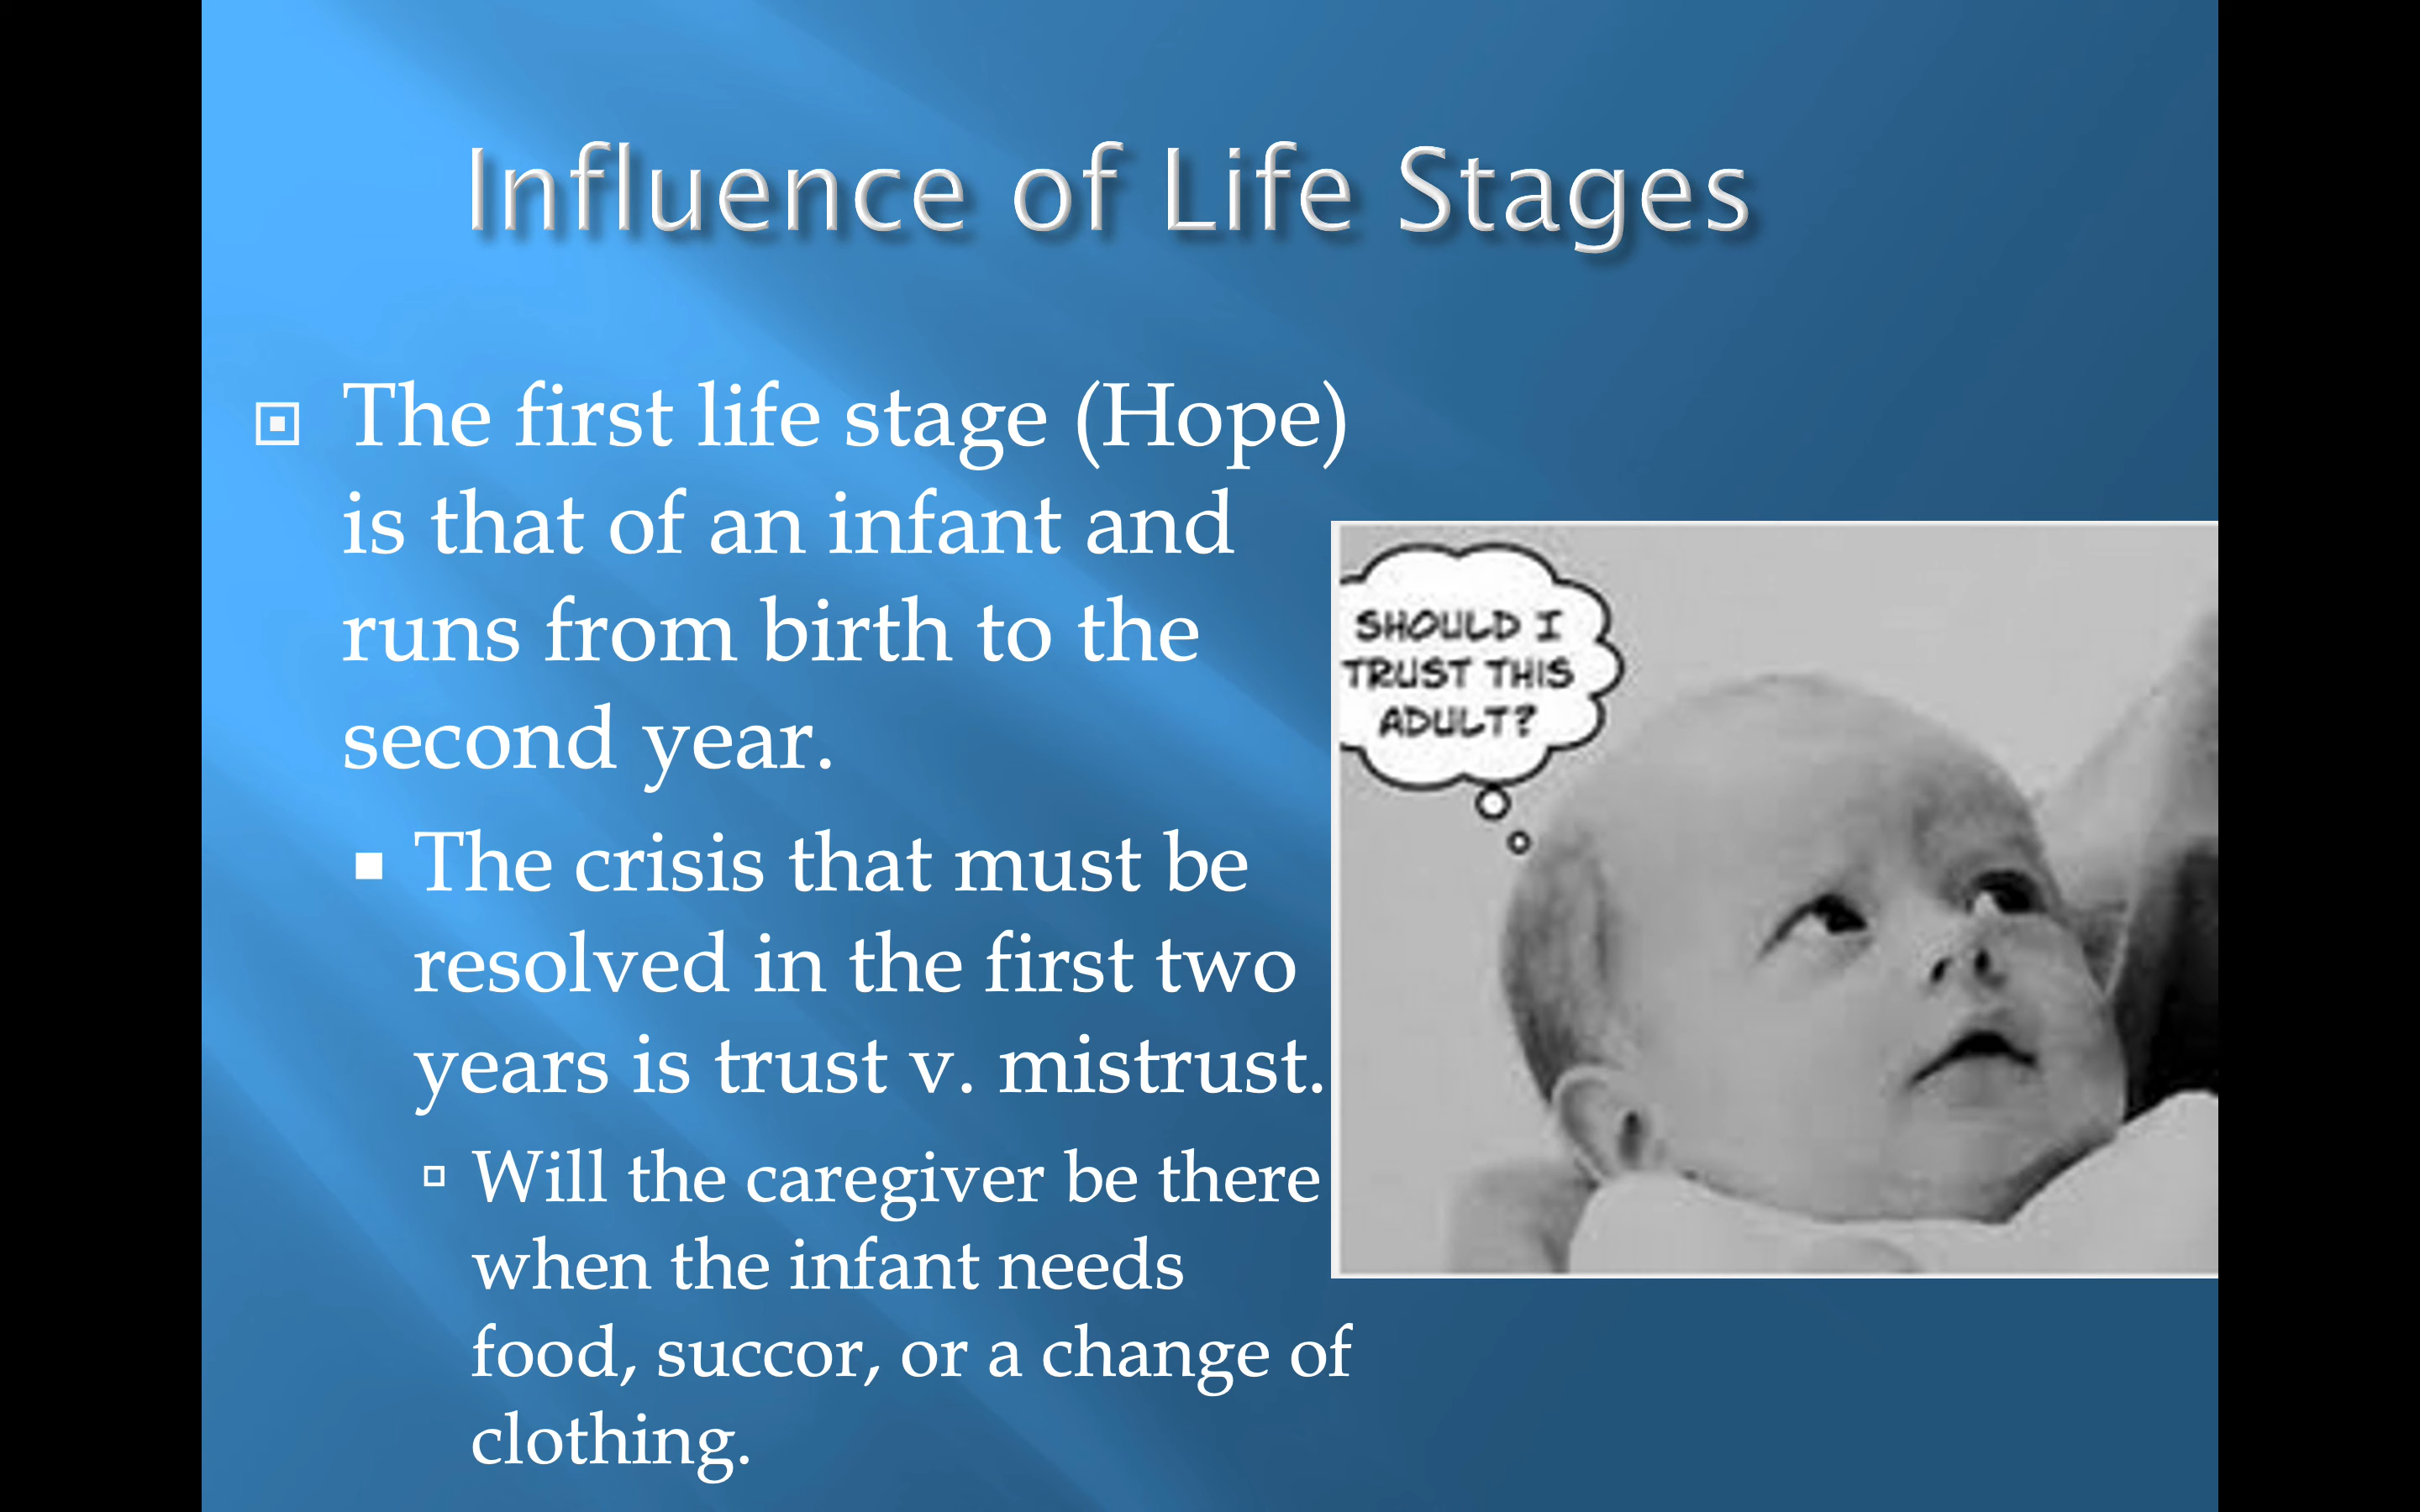 Influence of Life Stages
The first life stage (Hope)
is that of an infant and
runs from birth to the
second year.
The crisis that must be
resolved in the first two
years is trust v. mistrust.
Will the caregiver be there
when the infant needs
food, succor, or a change of
clothing.
SHOULD I
TRUST THIS
ADULT?